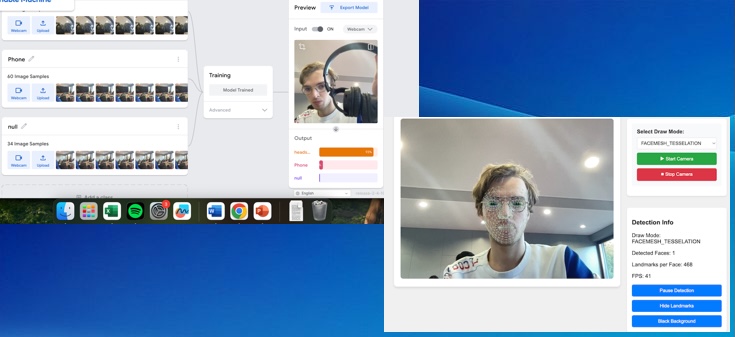 Preview
Export Model
Input
ON
Webcam
Webcam
Upload
Phone
60 Image Samples
Webcam
Upload
null
34 Image Samples
Webcam
Upload
Training
Model Trained
Advanced
Output
Phone
null
English
Select Draw Mode:
FACEMESH_TESSELATION
Start Camera
Stop Camera
Detection Info
Draw Mode:
FACEMESH_TESSELATION
Detected Faces: 1
Landmarks per Face: 468
FPS: 41
Pause Detection
Hide Landmarks
Black Background